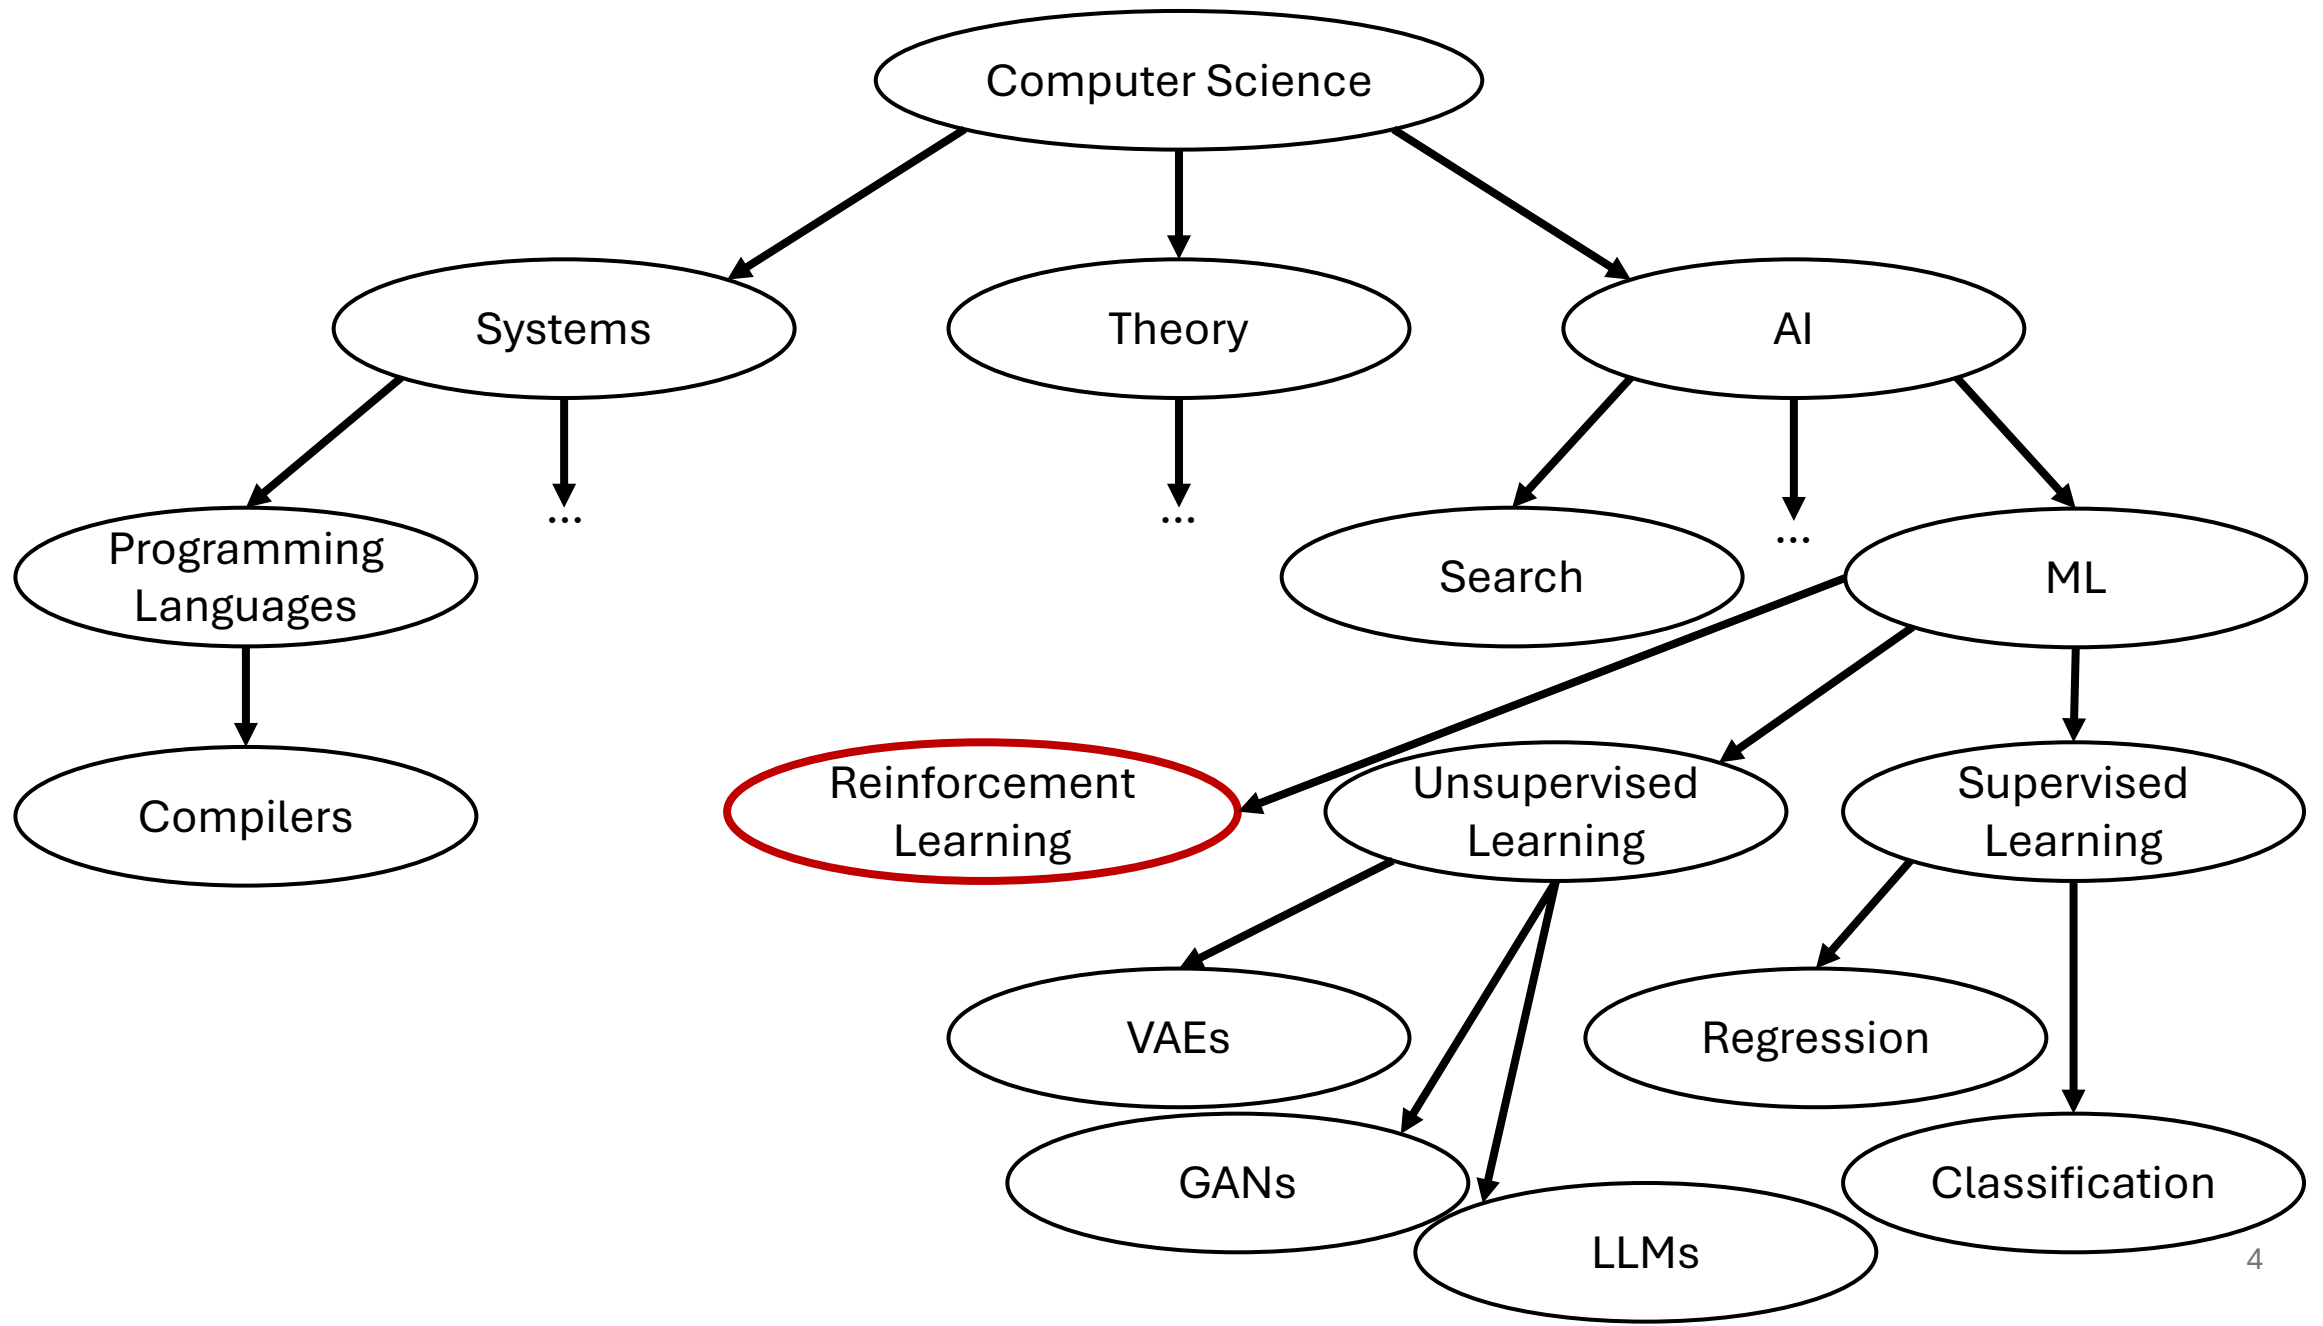 Computer Science
Systems
Theory
AI
...
...
...
Programming
Languages
Search
ML
Compilers
Reinforcement
Learning
Unsupervised
Learning
Supervised
Learning
VAEs
Regression
GANs
Classification
LLMs
4